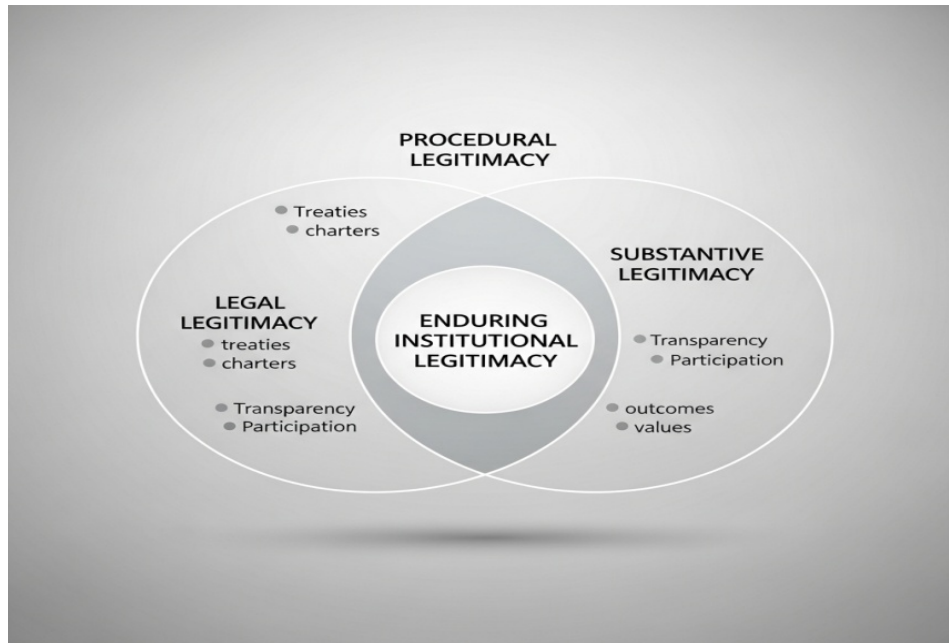 PROCEDURAL
LEGITIMACY
Treaties
charters
LEGAL
LEGITIMACY
treaties
charters
Transparency
Participation
ENDURING
INSTITUTIONAL
LEGITIMACY
SUBSTANTIVE
LEGITIMACY
Transparency
Participation
outcomes
values